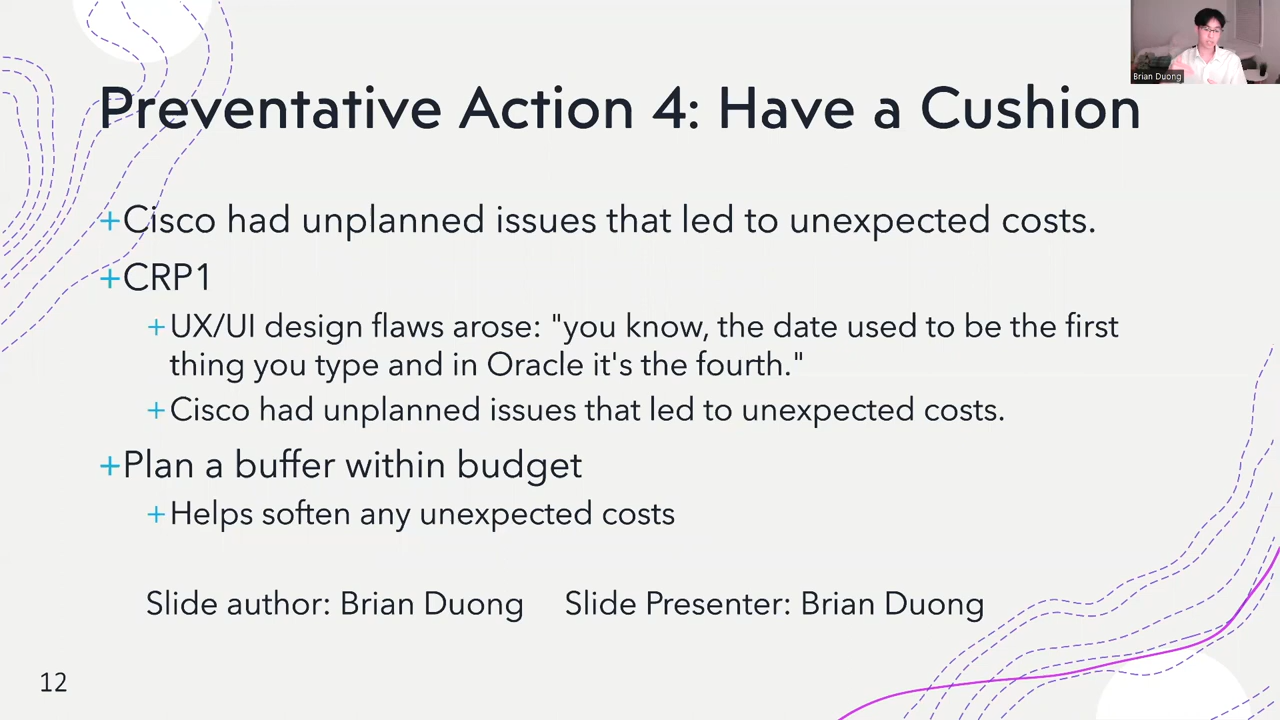 Brian Duong
Preventative Action 4: Have a Cushion
+Cisco had unplanned issues that led to unexpected costs.
+CRP1
+UX/UI design flaws arose: "you know, the date used to be the first
thing you type and in Oracle it's the fourth."
+Cisco had unplanned issues that led to unexpected costs.
+Plan a buffer within budget
+Helps soften any unexpected costs
Slide author: Brian Duong Slide Presenter: Brian Duong
12